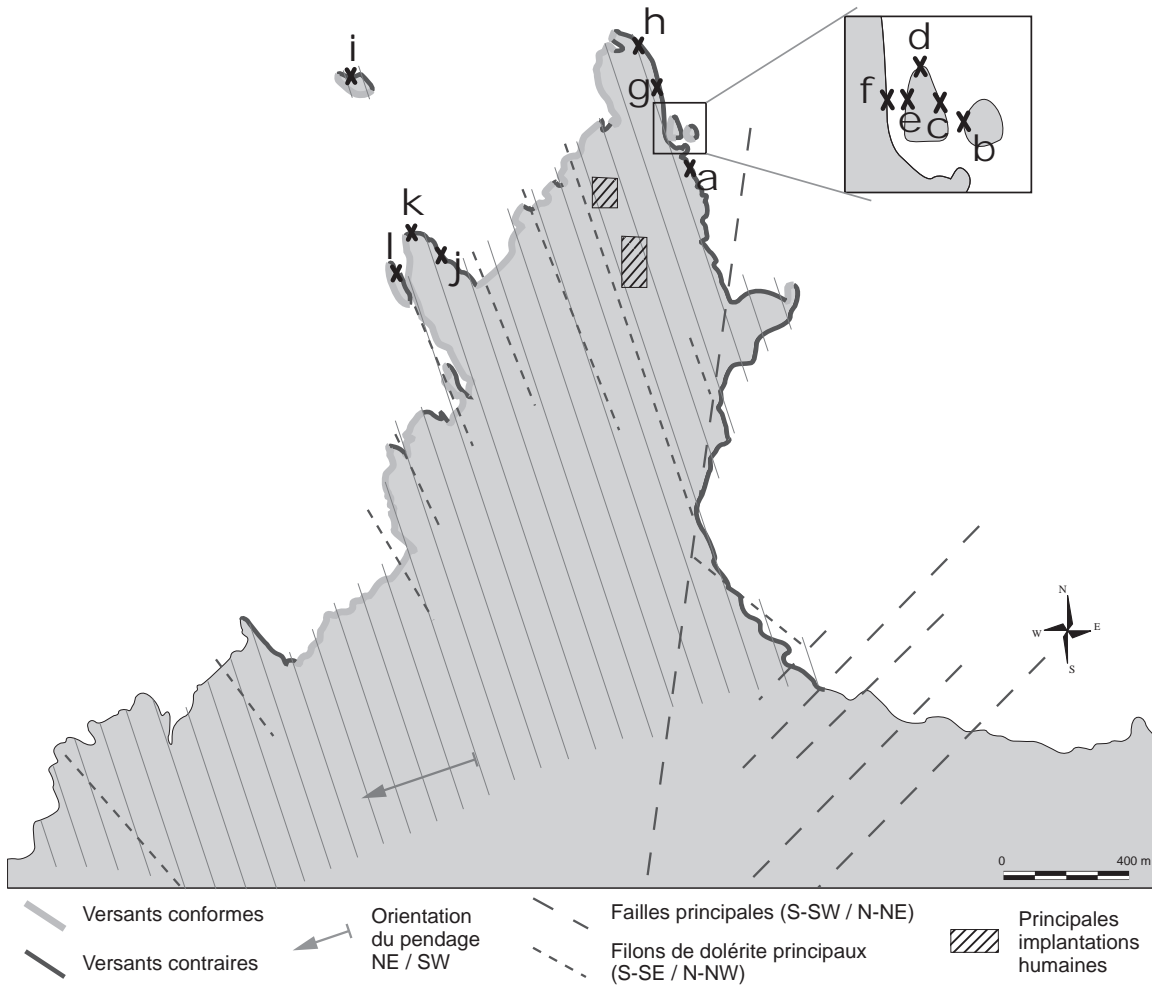 h
i
d
g
f
e
c
b
a
k
l
j
N
W
E
S
0
400 m
Versants conformes
Versants contraires
Orientation
du pendage
NE / SW
Failles principales (S-SW / N-NE)
Filons de dolérite principaux
(S-SE / N-NW)
Principales
implantations
humaines